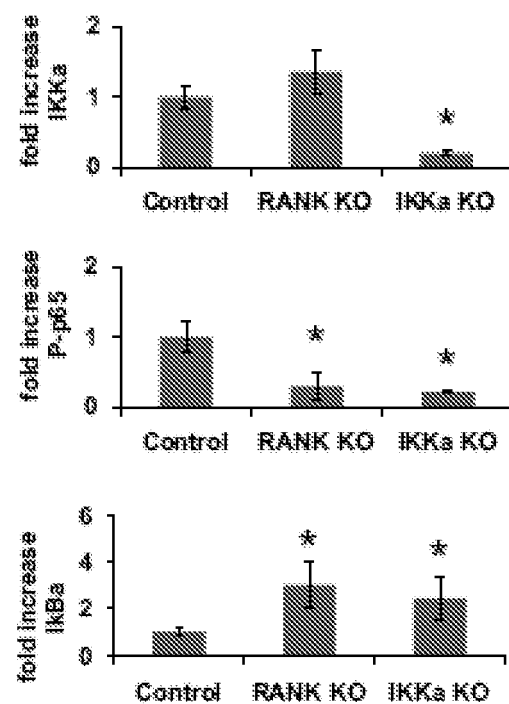 fold increase
IKKa
2
1
0
*
Control RANK KO IKKa KO
fold increase
P-p65
2
1
0
* *
Control RANK KO IKKa KO
fold increase
IkBa
6
4
2
0
* *
Control RANK KO IKKa KO